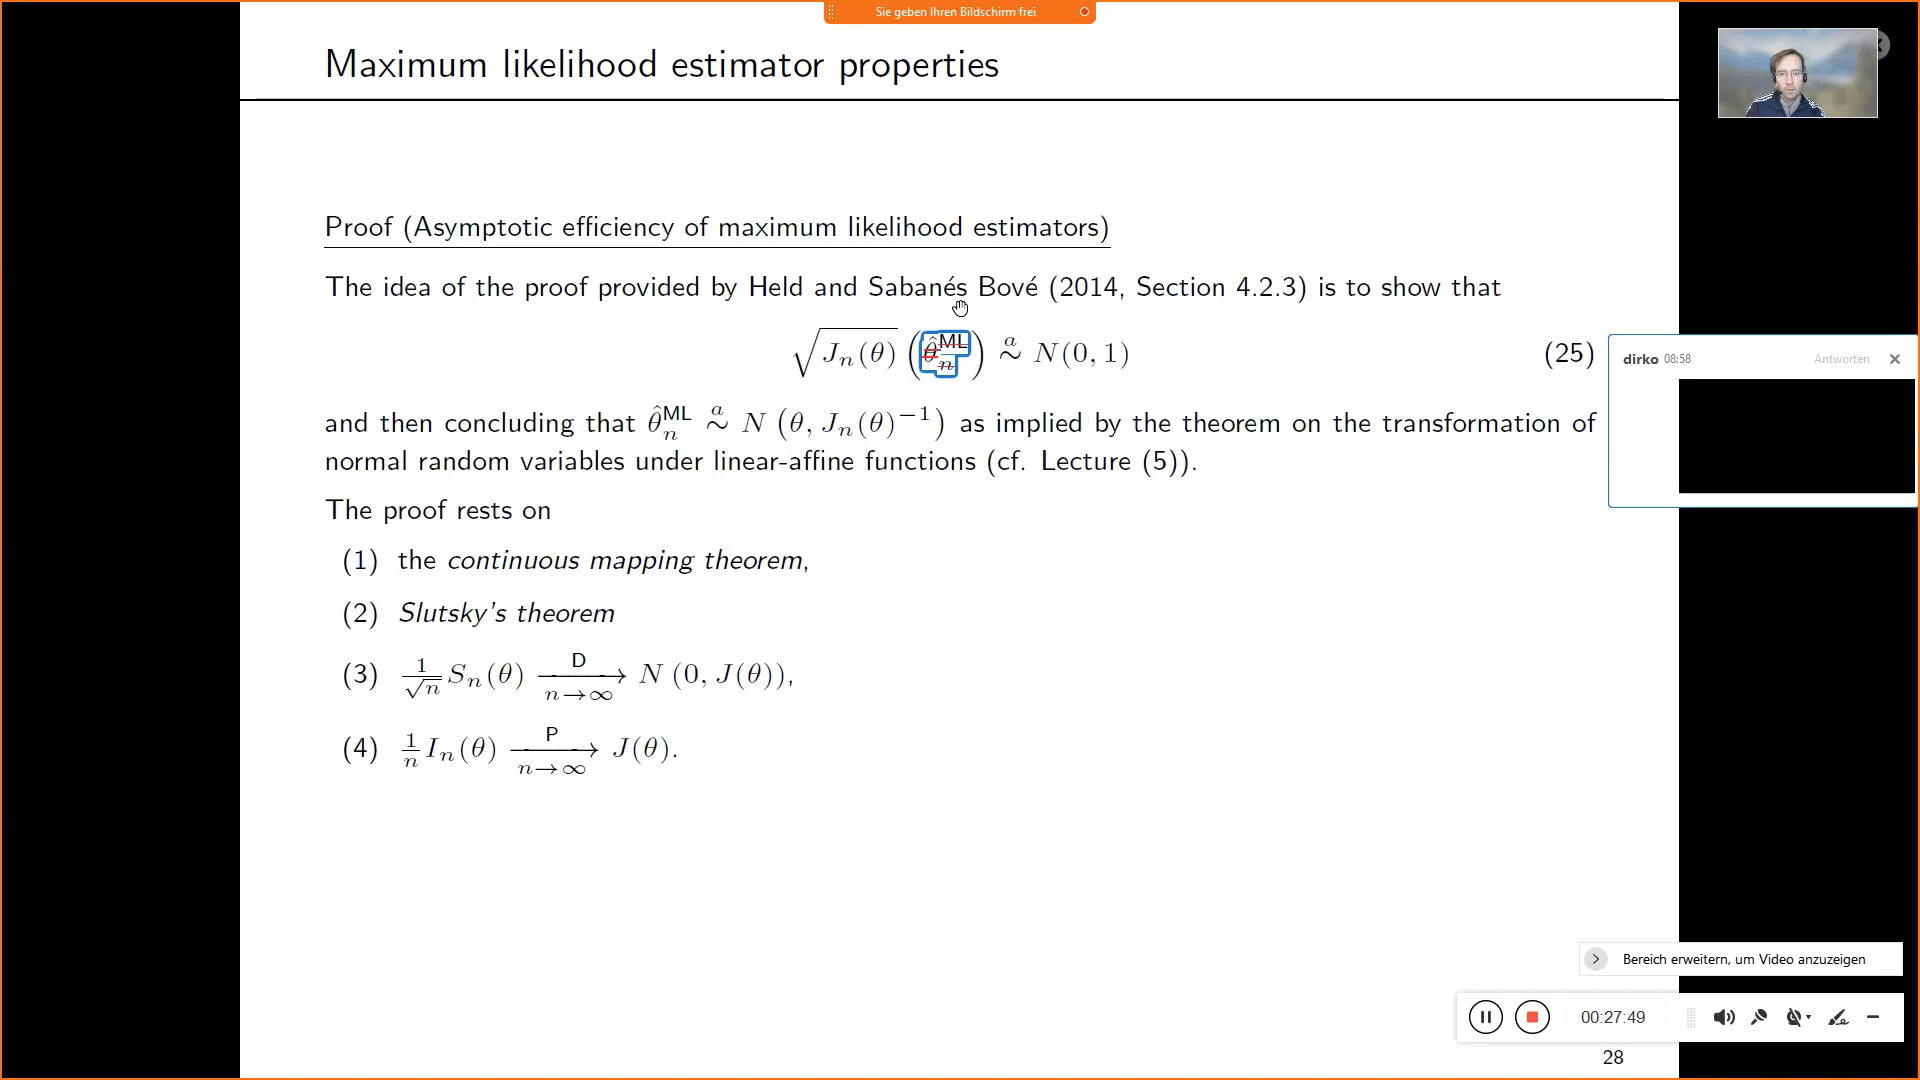 Sie geben Ihren Bildschirm frei
Maximum likelihood estimator properties
Proof (Asymptotic efficiency of maximum likelihood estimators)
The idea of the proof provided by Held and Sabanés Bové (2014, Section 4.2.3) is to show that
√J_n(θ) (θ̂_n^ML) ∼^a N(0, 1) (25)
dirko 08:58 Antworten
and then concluding that θ̂_n^ML ∼^a N (θ, J_n(θ)^−1) as implied by the theorem on the transformation of
normal random variables under linear-affine functions (cf. Lecture (5)).
The proof rests on
(1) the continuous mapping theorem,
(2) Slutsky's theorem
(3) 1/√n S_n(θ) —D→ n→∞ N (0, J(θ)),
(4) 1/n I_n(θ) —P→ n→∞ J(θ).
Bereich erweitern, um Video anzuzeigen
00:27:49
28